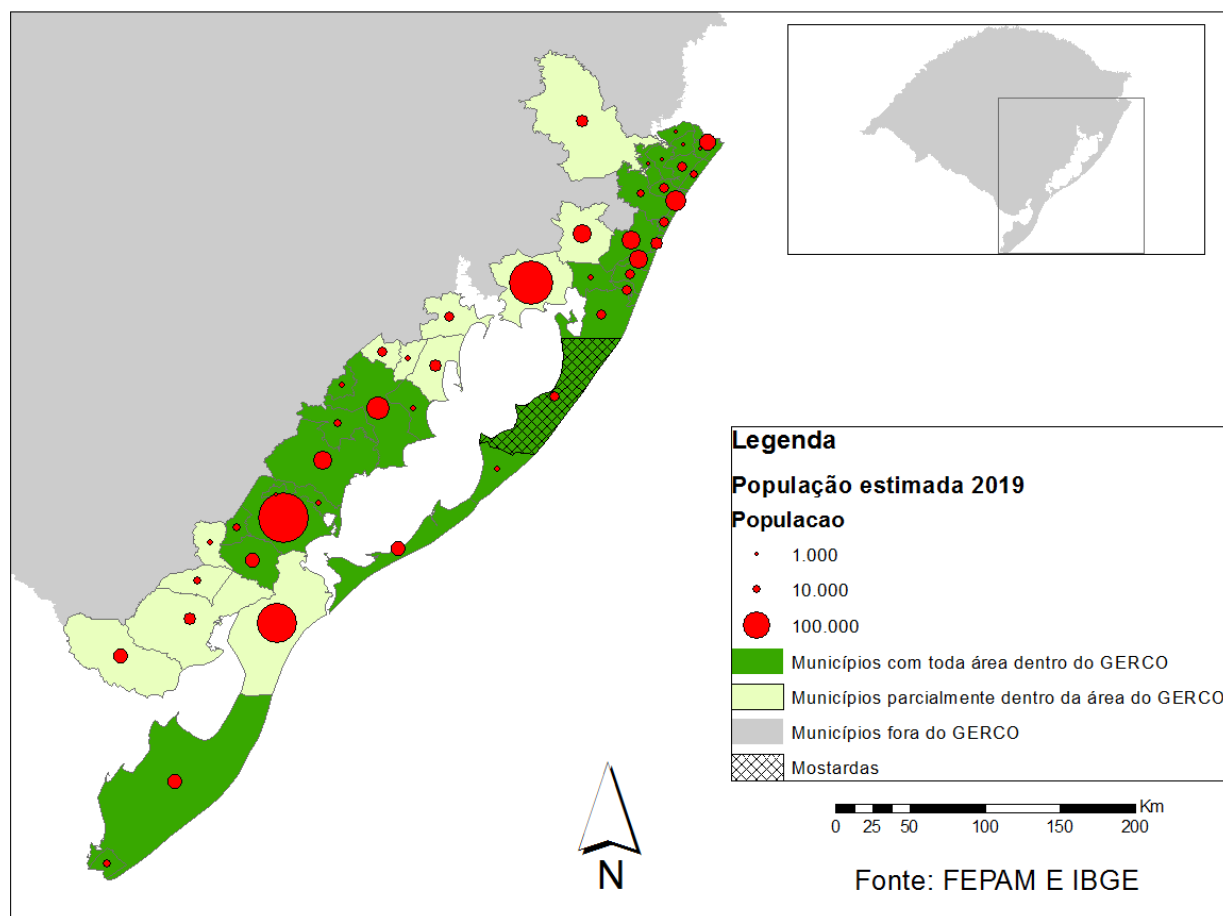 Legenda
População estimada 2019
Populacao
1.000
10.000
100.000
Municípios com toda área dentro do GERCO
Municípios parcialmente dentro da área do GERCO
Municípios fora do GERCO
Mostardas
Km
0 25 50 100 150 200
N
Fonte: FEPAM E IBGE